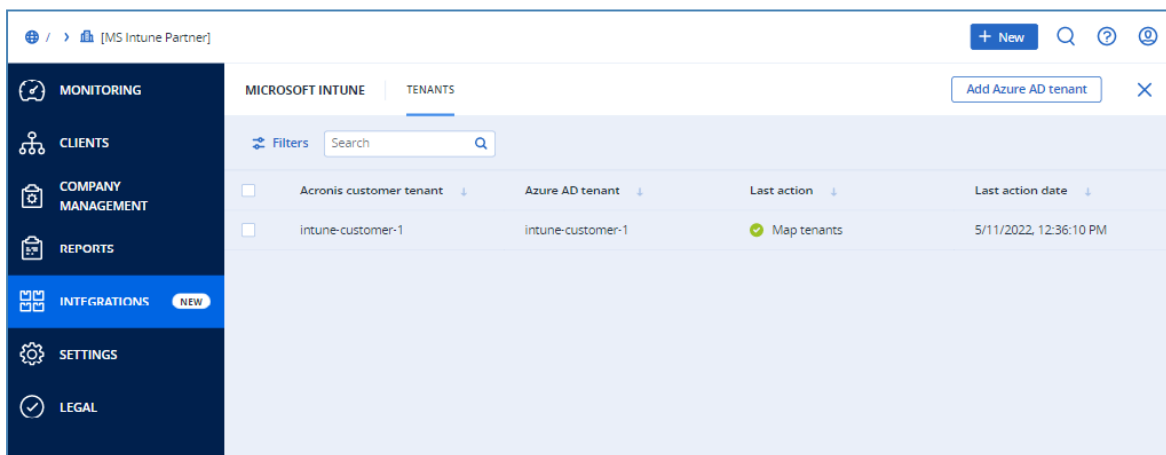 / > [MS Intune Partner]
+ New
MONITORING
CLIENTS
COMPANY
MANAGEMENT
REPORTS
INTEGRATIONS NEW
SETTINGS
LEGAL
MICROSOFT INTUNE TENANTS Add Azure AD tenant
Filters Search
Acronis customer tenant Azure AD tenant Last action Last action date
intune-customer-1 intune-customer-1 Map tenants 5/11/2022, 12:36:10 PM